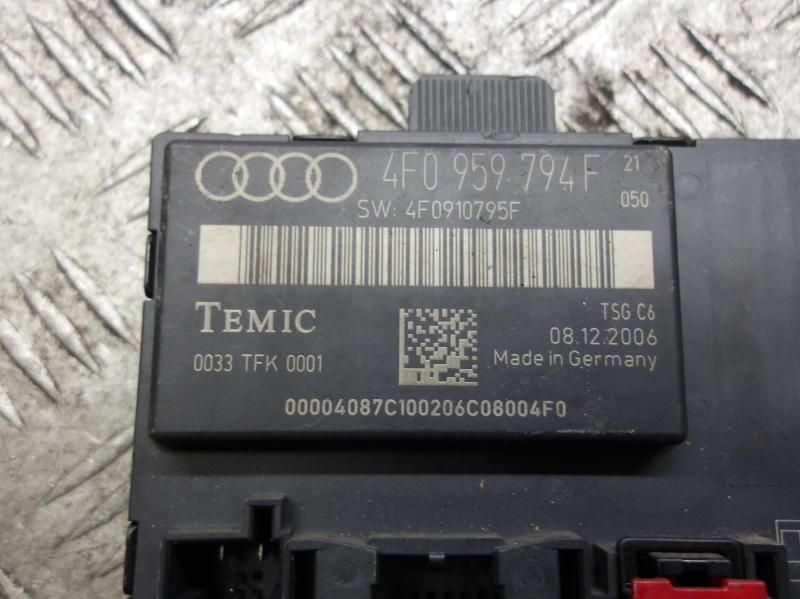 4F0 959 794 F 21
SW: 4F0910795F 050
TEMIC
TSG C6
08.12.2006
0033 TFK 0001
Made in Germany
00004087C100206C08004F0